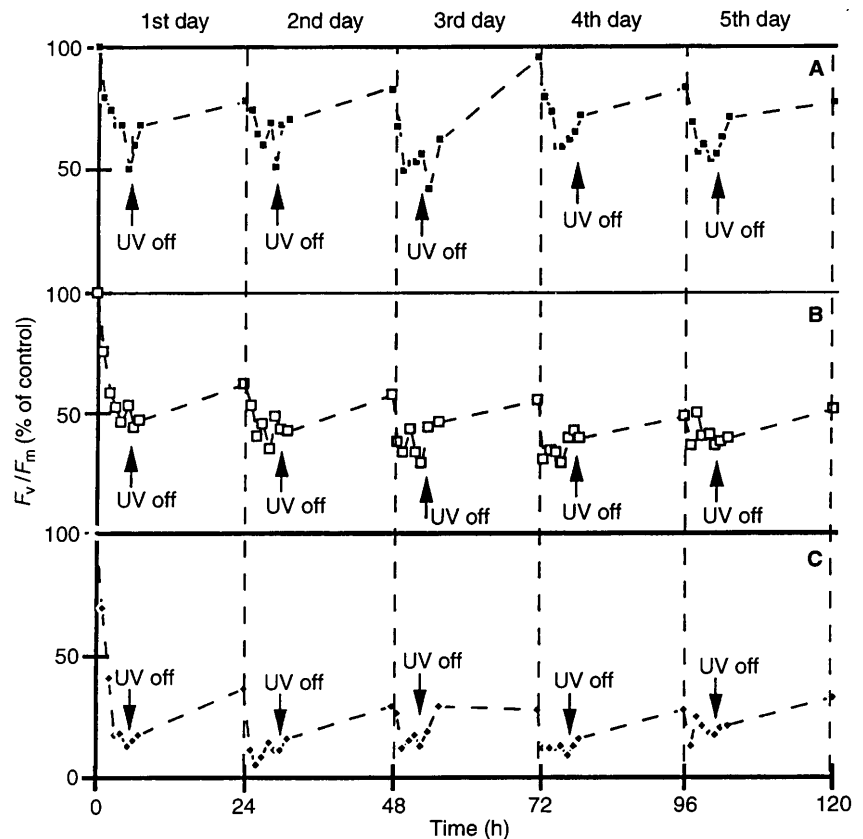 1st day 2nd day 3rd day 4th day 5th day
100
A
50
UV off UV off UV off UV off UV off
100
B
50
UV off UV off UV off UV off UV off
Fv/Fm (% of control)
100
C
50
UV off UV off UV off UV off UV off
0
0 24 48 72 96 120
Time (h)